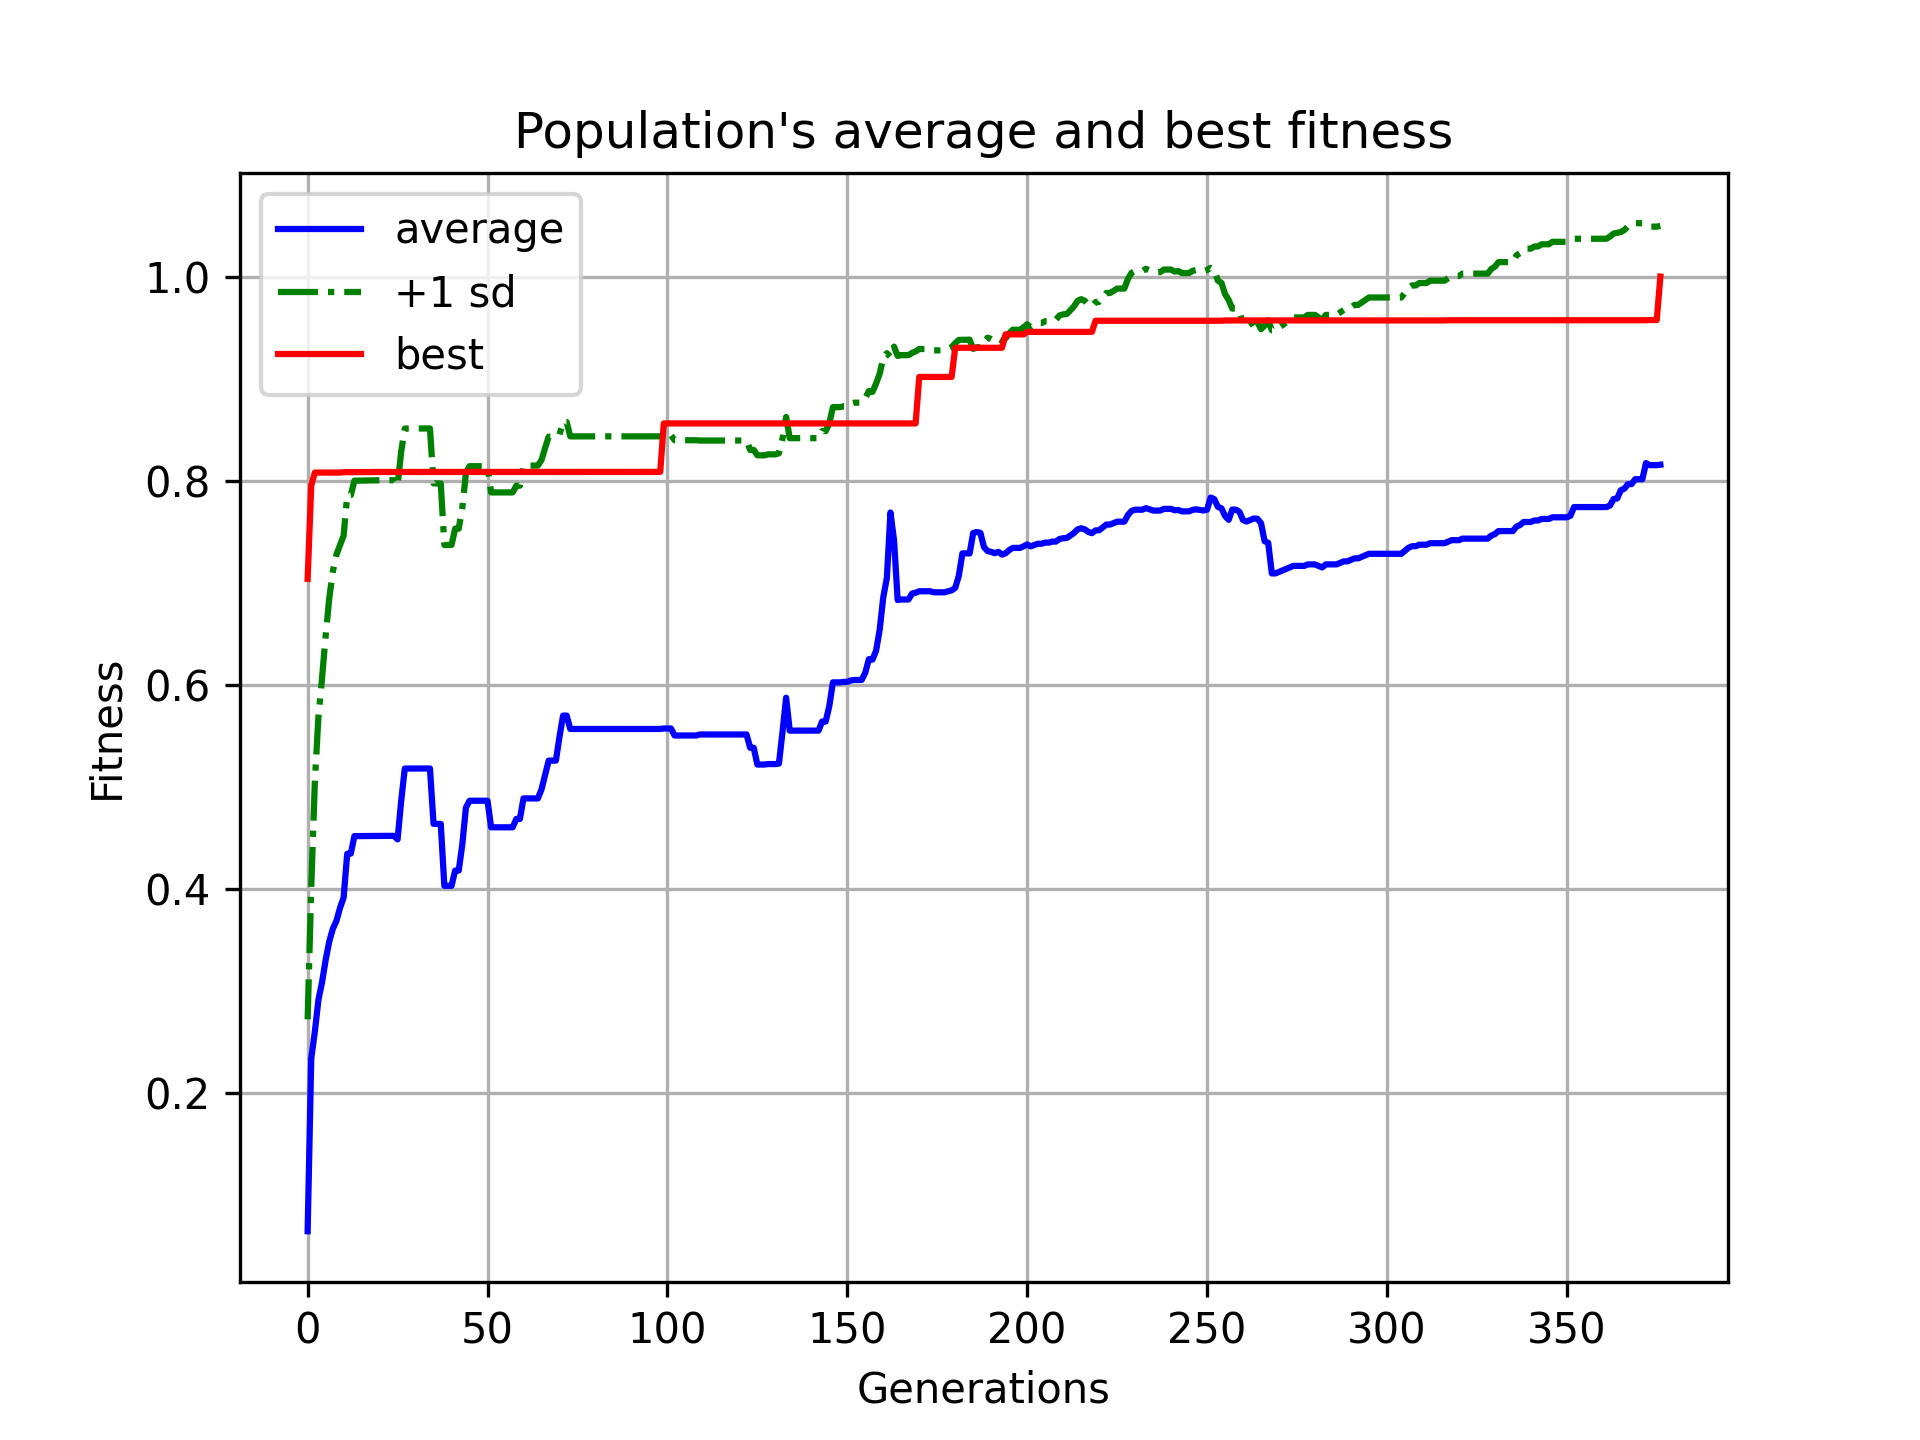 Population's average and best fitness
average
+1 sd
best
1.0
0.8
0.6
0.4
0.2
Fitness
0 50 100 150 200 250 300 350
Generations